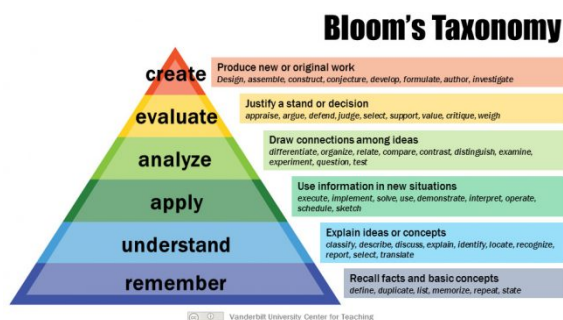 Bloom's Taxonomy
create
Produce new or original work
Design, assemble, construct, conjecture, develop, formulate, author, investigate
evaluate
Justify a stand or decision
appraise, argue, defend, judge, select, support, value, critique, weigh
analyze
Draw connections among ideas
differentiate, organize, relate, compare, contrast, distinguish, examine,
experiment, question, test
apply
Use information in new situations
execute, implement, solve, use, demonstrate, interpret, operate,
schedule, sketch
understand
Explain ideas or concepts
classify, describe, discuss, explain, identify, locate, recognize,
report, select, translate
remember
Recall facts and basic concepts
define, duplicate, list, memorize, repeat, state
Vanderbilt University Center for Teaching